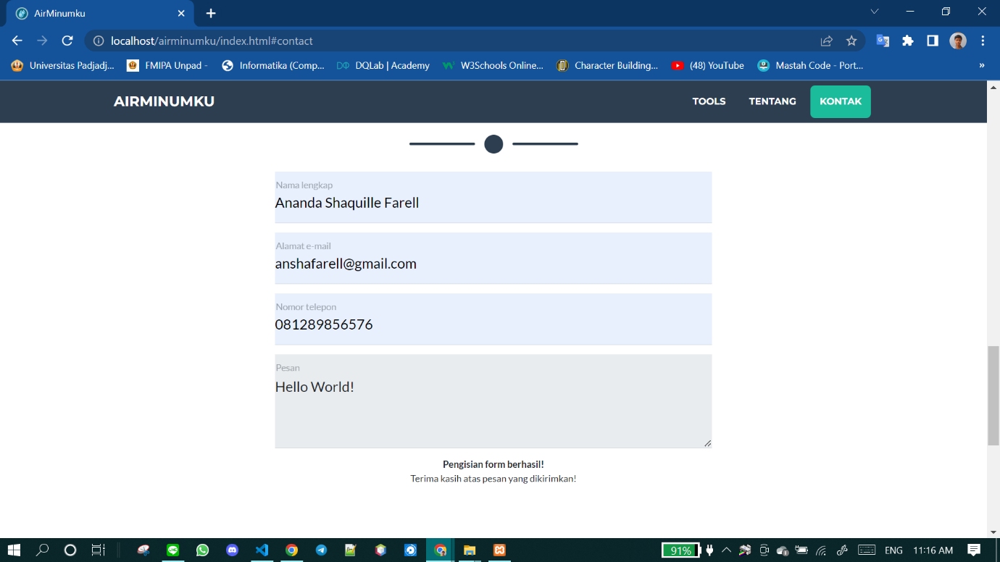 AirMinumku
localhost/airminumku/index.html#contact
Universitas Padjadj... FMIPA Unpad - Informatika (Comp... DQLab | Academy W3Schools Online... Character Building... (48) YouTube Mastah Code - Port... »
AIRMINUMKU TOOLS TENTANG KONTAK
Nama lengkap
Ananda Shaquille Farell
Alamat e-mail
anshafarell@gmail.com
Nomor telepon
081289856576
Pesan
Hello World!
Pengisian form berhasil!
Terima kasih atas pesan yang dikirimkan!
91% ENG 11:16 AM